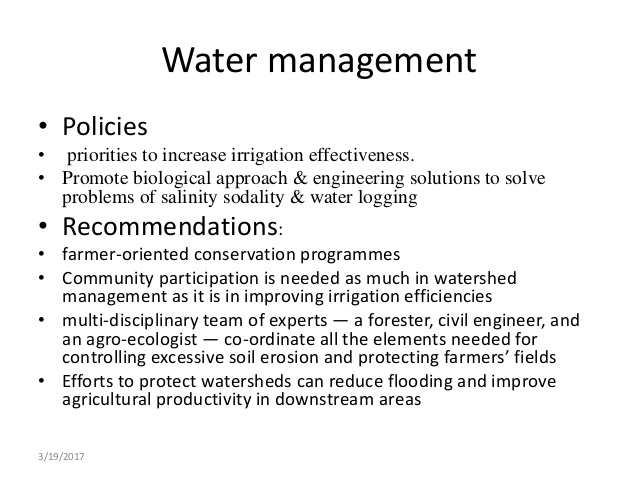 Water management
• Policies
• priorities to increase irrigation effectiveness.
• Promote biological approach & engineering solutions to solve
problems of salinity sodality & water logging
• Recommendations:
• farmer-oriented conservation programmes
• Community participation is needed as much in watershed
management as it is in improving irrigation efficiencies
• multi-disciplinary team of experts — a forester, civil engineer, and
an agro-ecologist — co-ordinate all the elements needed for
controlling excessive soil erosion and protecting farmers’ fields
• Efforts to protect watersheds can reduce flooding and improve
agricultural productivity in downstream areas
3/19/2017